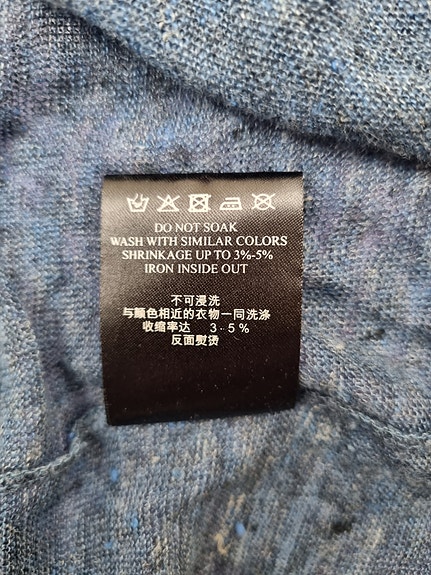 DO NOT SOAK
WASH WITH SIMILAR COLORS
SHRINKAGE UP TO 3%-5%
IRON INSIDE OUT
不可浸洗
与颜色相近的衣物一同洗涤
收缩率达 3-5%
反面熨烫